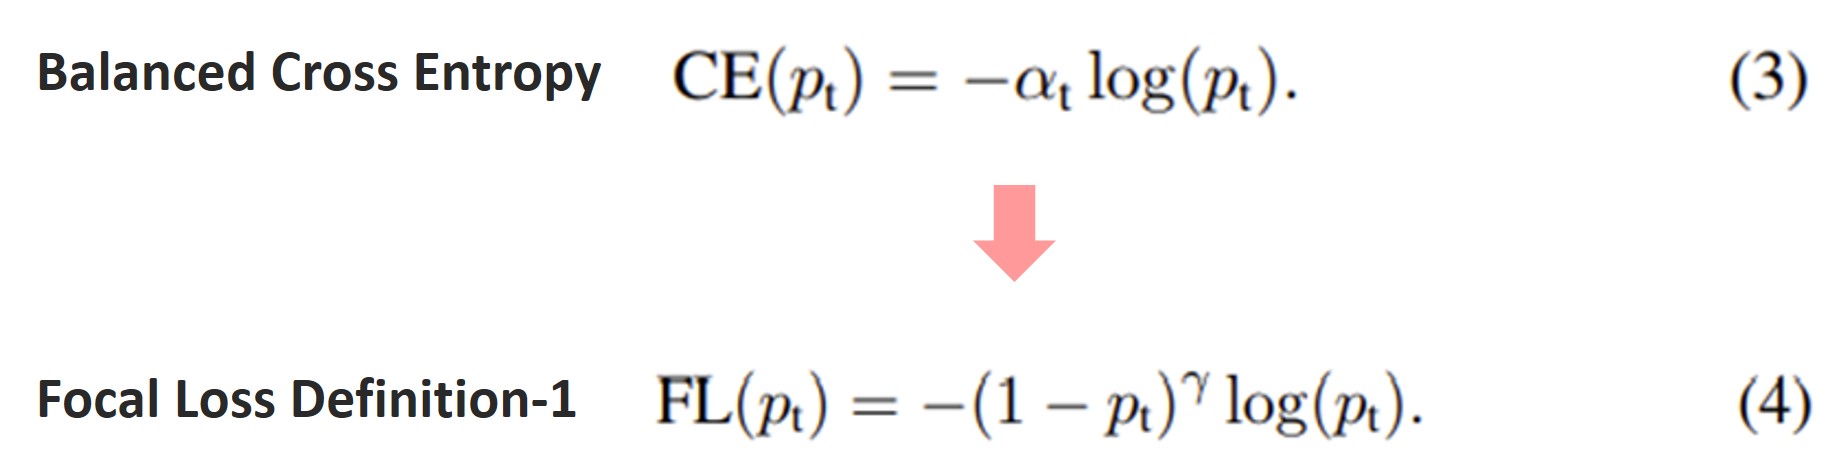 Balanced Cross Entropy CE(pₜ) = −αₜ log(pₜ). (3)
Focal Loss Definition-1 FL(pₜ) = −(1 − pₜ)^γ log(pₜ). (4)